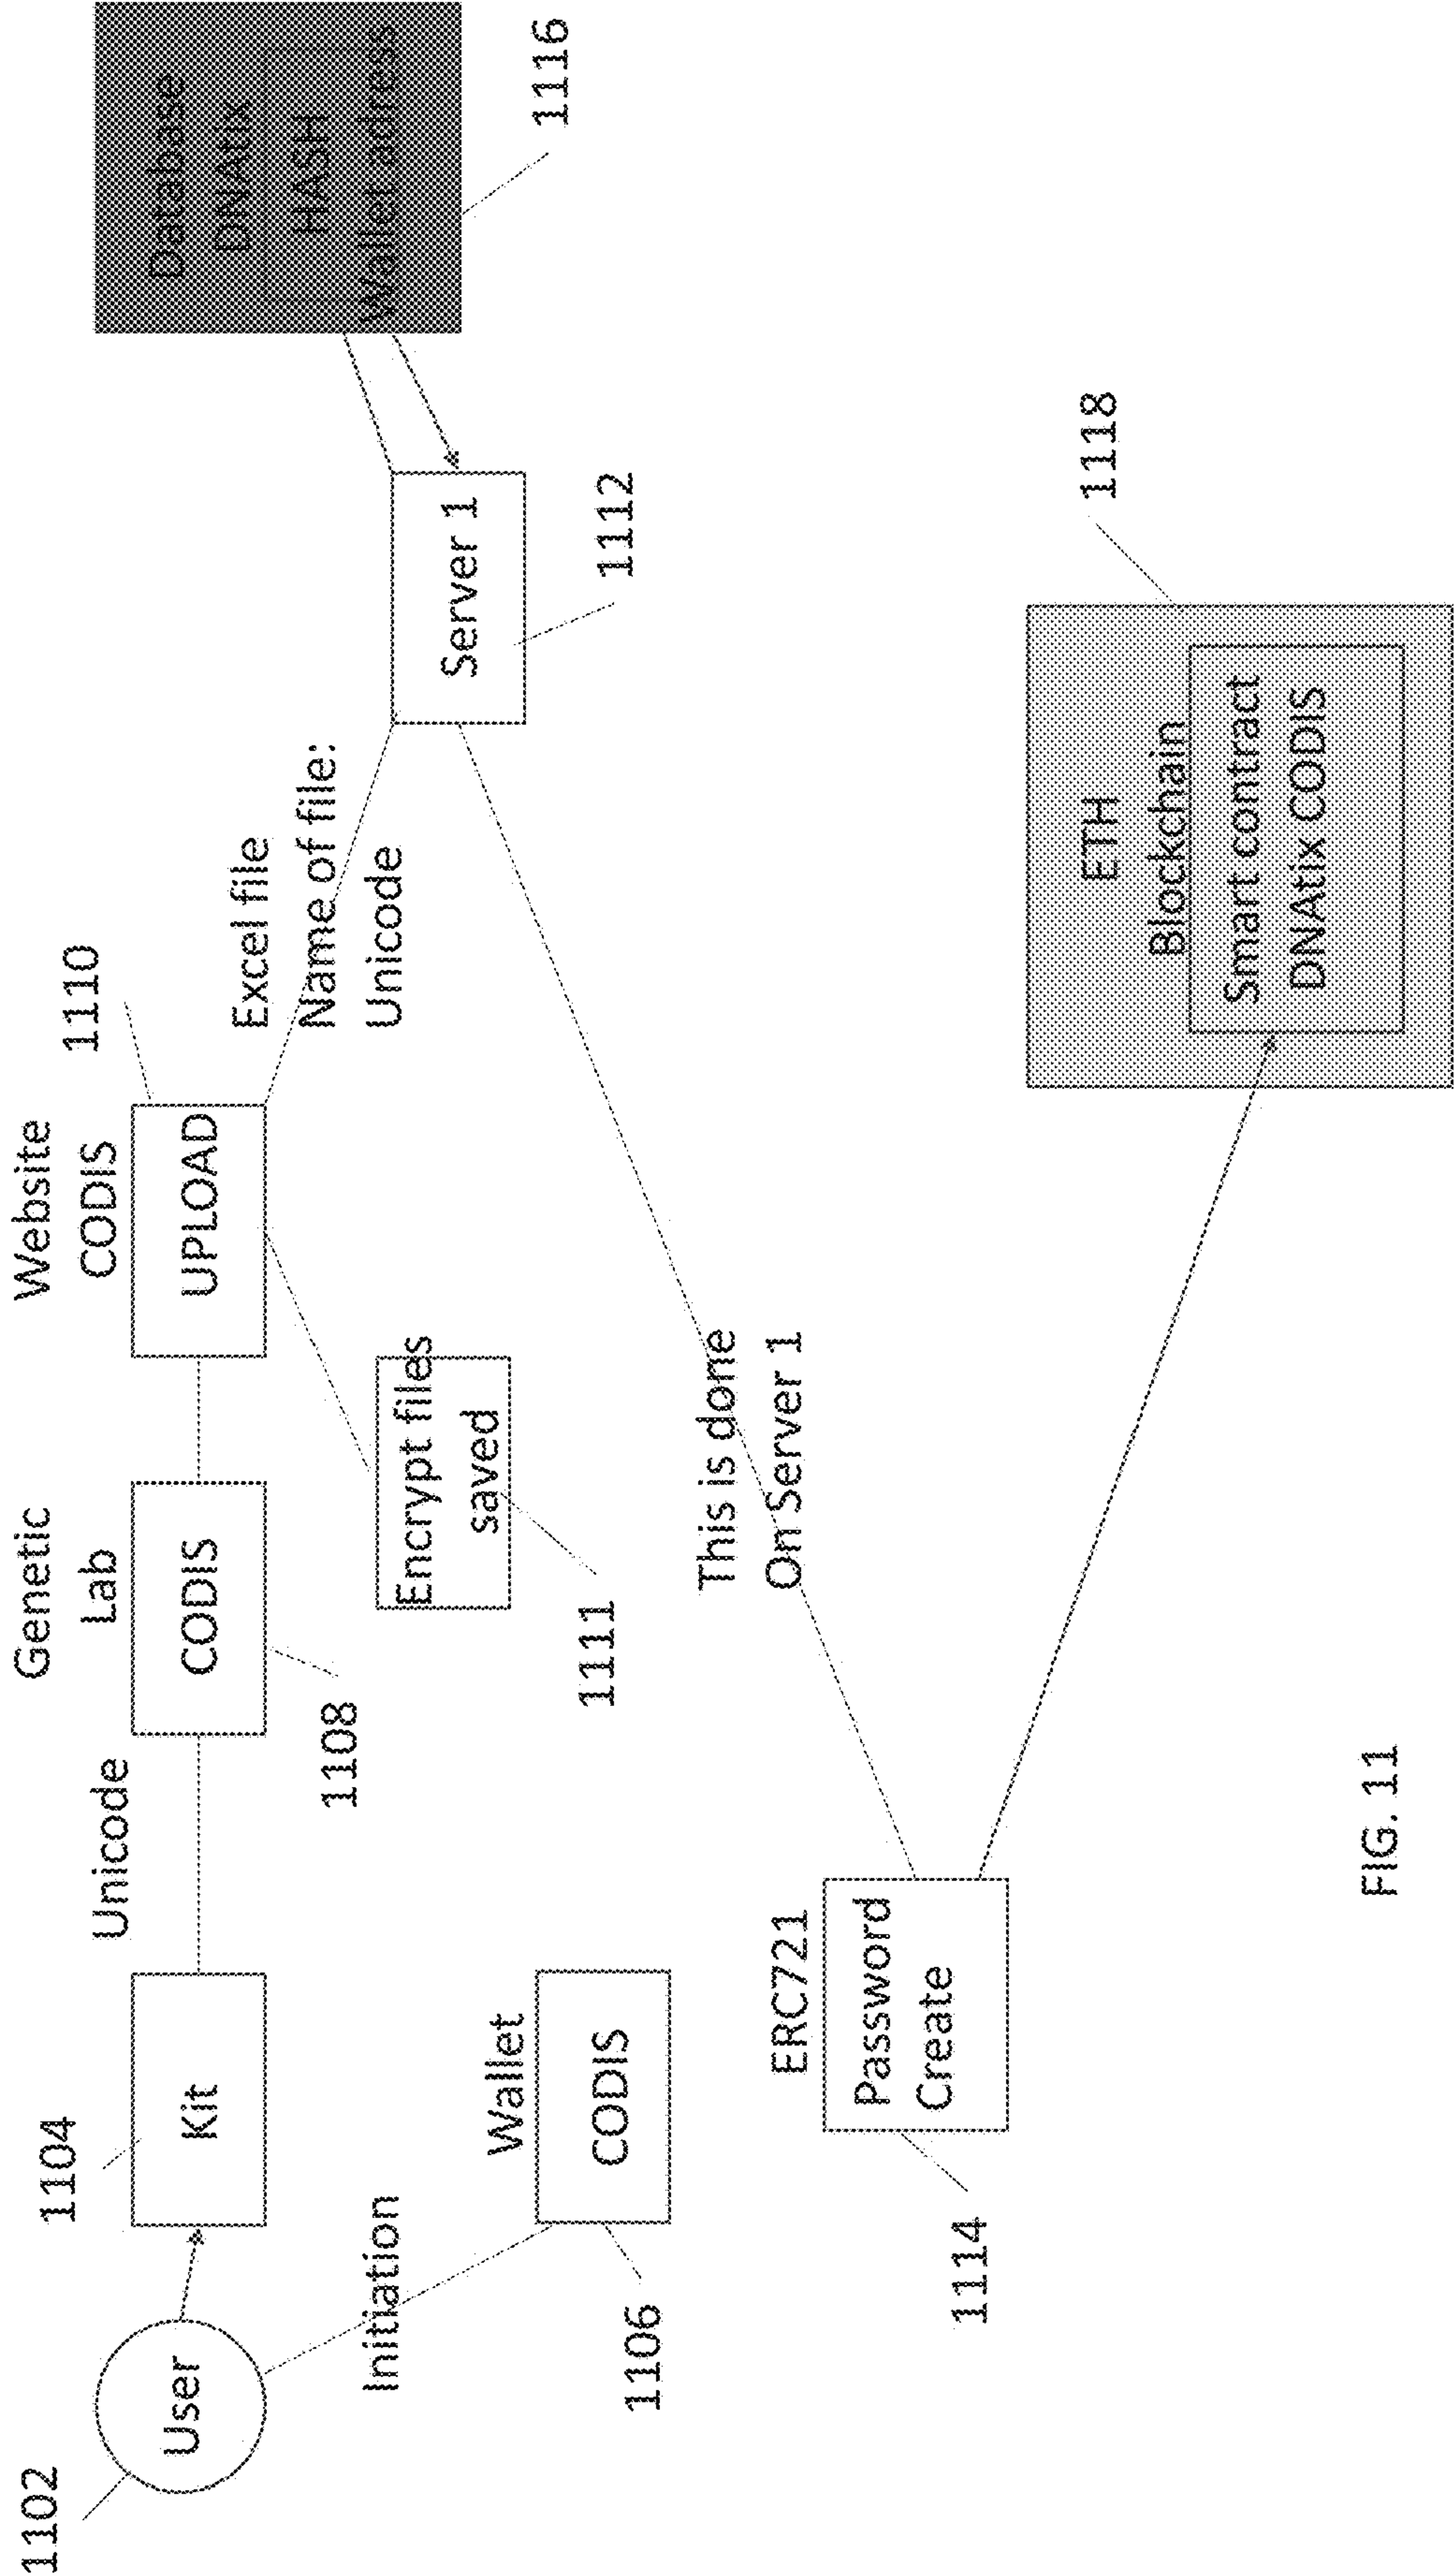 1102
User
1104
Kit
Initiation
Wallet
CODIS
1106
Unicode
Genetic
Lab
CODIS
1108
Website
CODIS
UPLOAD
1110
Encrypt files
saved
1111
Excel file
Name of file:
Unicode
Server 1
1112
Database
DNAtix
HASH
Wallet adress
1116
This is done
On Server 1
ERC721
Password
Create
1114
ETH
Blockchain
Smart contract
DNAtix CODIS
1118
FIG. 11